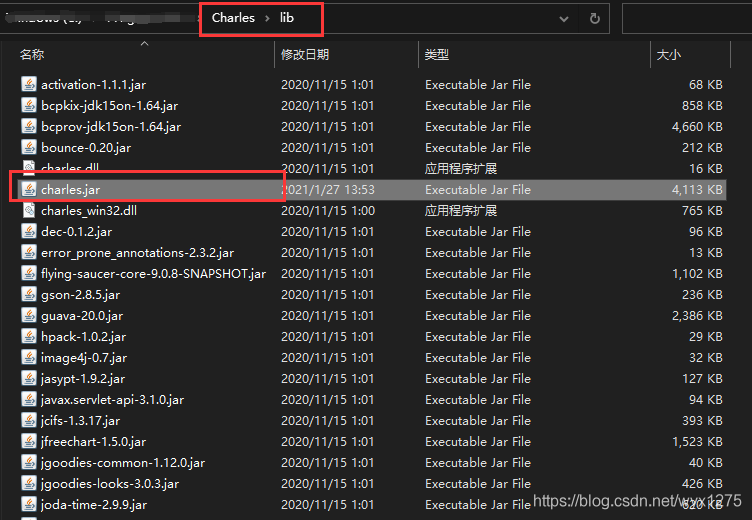 Charles › lib
名称 修改日期 类型 大小
activation-1.1.1.jar 2020/11/15 1:01 Executable Jar File 68 KB
bcpkix-jdk15on-1.64.jar 2020/11/15 1:01 Executable Jar File 858 KB
bcprov-jdk15on-1.64.jar 2020/11/15 1:01 Executable Jar File 4,660 KB
bounce-0.20.jar 2020/11/15 1:01 Executable Jar File 212 KB
charles.dll 2020/11/15 1:01 应用程序扩展 16 KB
charles.jar 2021/1/27 13:53 Executable Jar File 4,113 KB
charles_win32.dll 2020/11/15 1:00 应用程序扩展 765 KB
dec-0.1.2.jar 2020/11/15 1:01 Executable Jar File 96 KB
error_prone_annotations-2.3.2.jar 2020/11/15 1:01 Executable Jar File 13 KB
flying-saucer-core-9.0.8-SNAPSHOT.jar 2020/11/15 1:01 Executable Jar File 1,102 KB
gson-2.8.5.jar 2020/11/15 1:01 Executable Jar File 236 KB
guava-20.0.jar 2020/11/15 1:01 Executable Jar File 2,386 KB
hpack-1.0.2.jar 2020/11/15 1:01 Executable Jar File 29 KB
image4j-0.7.jar 2020/11/15 1:01 Executable Jar File 32 KB
jasypt-1.9.2.jar 2020/11/15 1:01 Executable Jar File 127 KB
javax.servlet-api-3.1.0.jar 2020/11/15 1:01 Executable Jar File 94 KB
jcifs-1.3.17.jar 2020/11/15 1:01 Executable Jar File 393 KB
jfreechart-1.5.0.jar 2020/11/15 1:01 Executable Jar File 1,523 KB
jgoodies-common-1.12.0.jar 2020/11/15 1:01 Executable Jar File 40 KB
jgoodies-looks-3.0.3.jar 2020/11/15 1:01 Executable Jar File 426 KB
joda-time-2.9.9.jar 2020/11/15 1:01 Executable Jar File 620 KB
https://blog.csdn.net/wyx1275